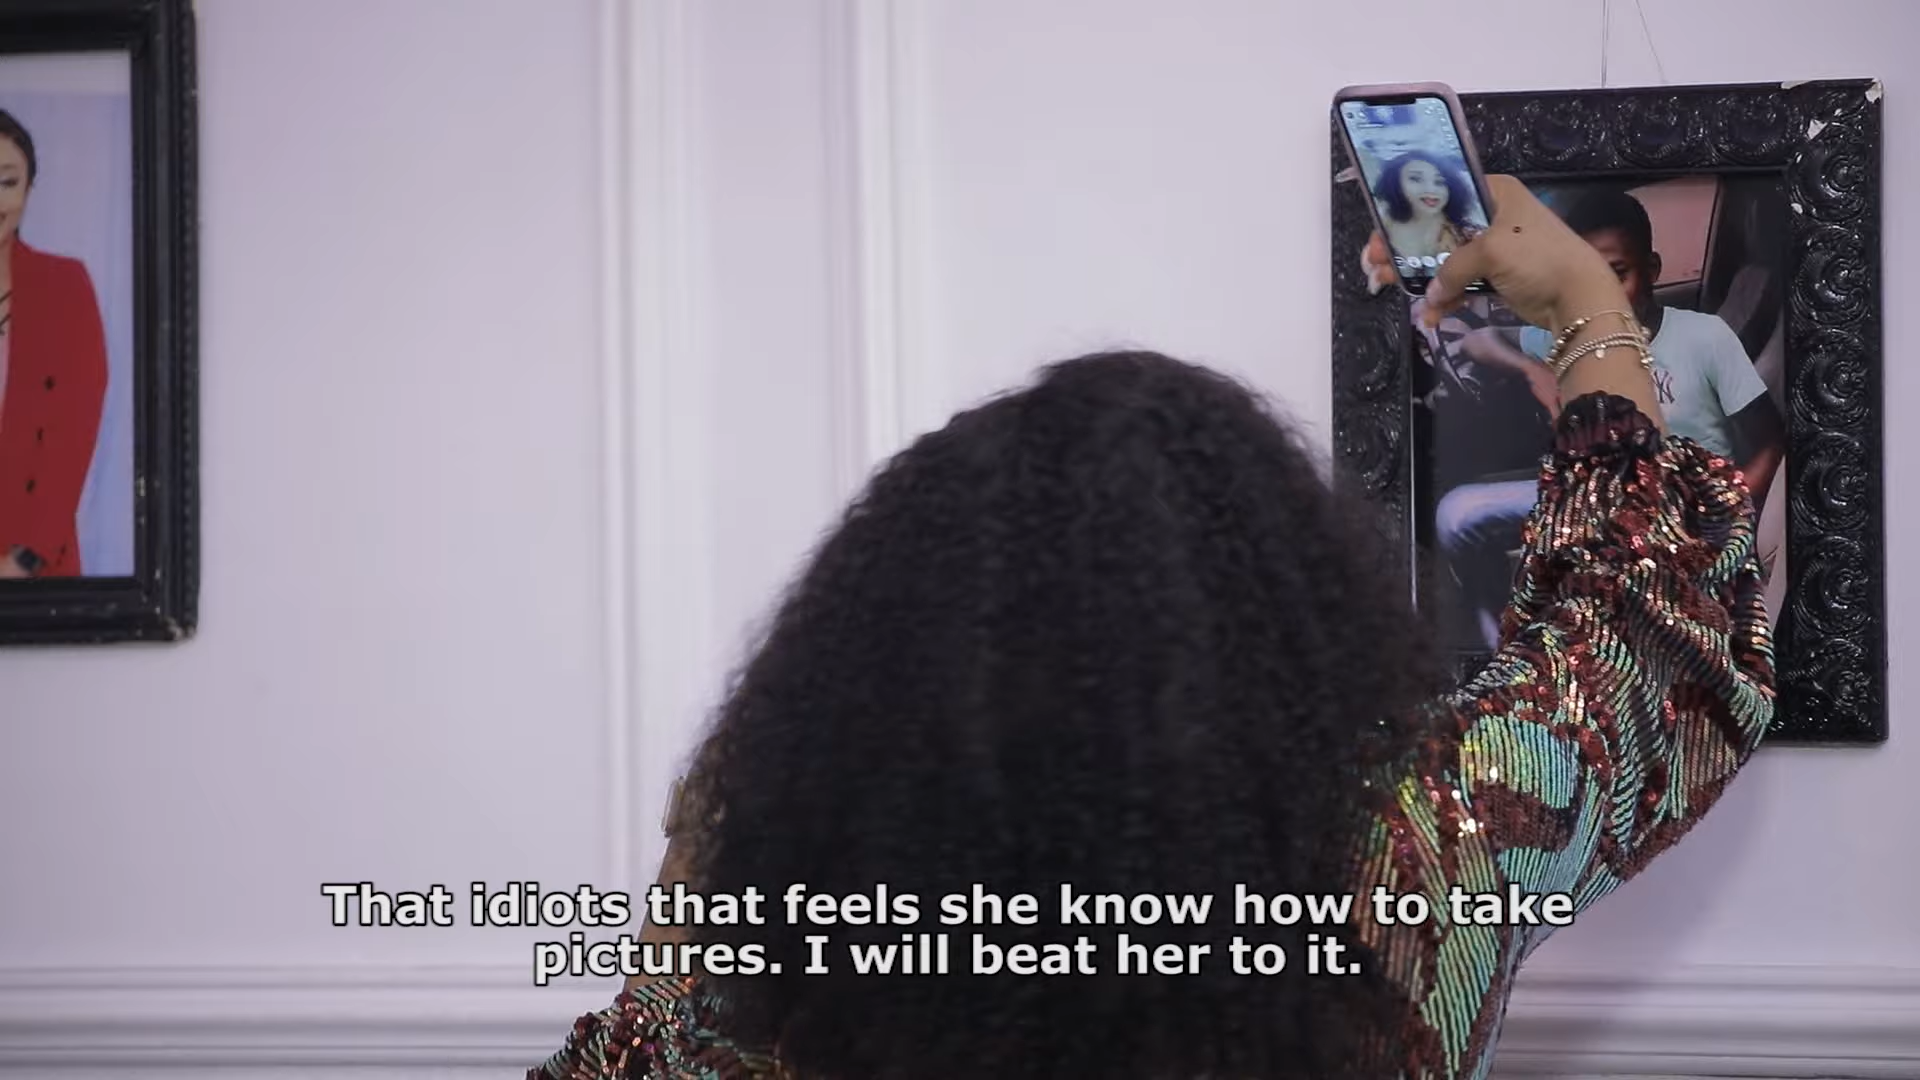 That idiots that feels she know how to take
pictures. I will beat her to it.